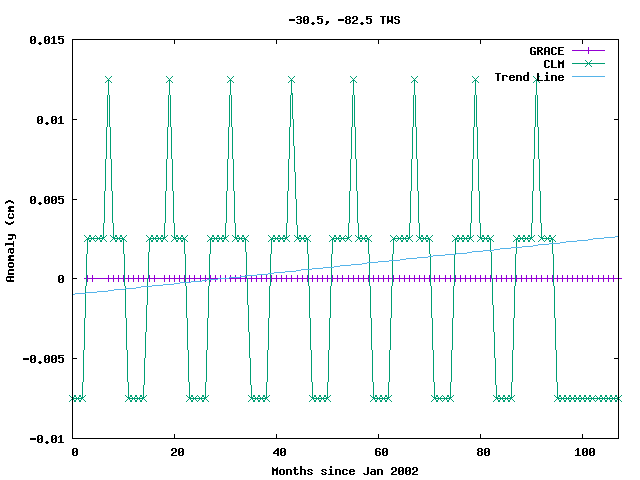 -30.5, -82.5 TWS
0.015
0.01
0.005
0
-0.005
-0.01
Anomaly (cm)
GRACE
CLM
Trend Line
0 20 40 60 80 100
Months since Jan 2002